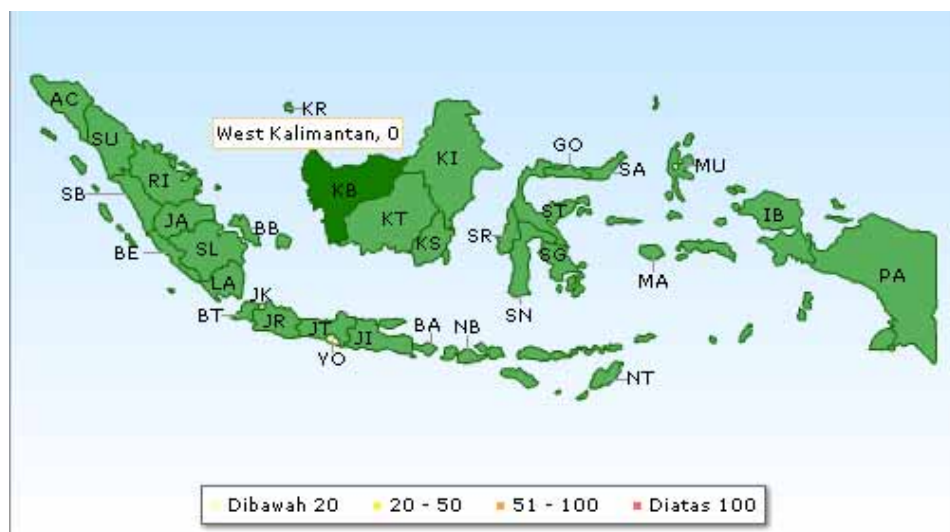 AC
KR
West Kalimantan, 0
SU
GO
KI
SA
MU
RI
KB
SB
ST
IB
JA
KT
BB
SR
KS
BE
SL
SG
MA
PA
LA
JK
BT
JR
JT
JI
BA
NB
SN
YO
NT
Dibawah 20
20 - 50
51 - 100
Diatas 100